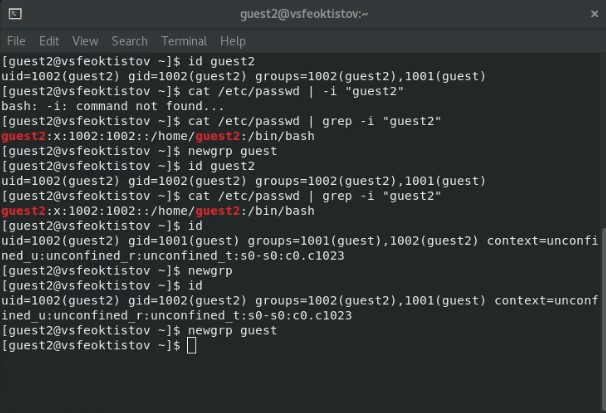 guest2@vsfeoktistov:~
File Edit View Search Terminal Help
[guest2@vsfeoktistov ~]$ id guest2
uid=1002(guest2) gid=1002(guest2) groups=1002(guest2),1001(guest)
[guest2@vsfeoktistov ~]$ cat /etc/passwd | -i "guest2"
bash: -i: command not found...
[guest2@vsfeoktistov ~]$ cat /etc/passwd | grep -i "guest2"
guest2:x:1002:1002::/home/guest2:/bin/bash
[guest2@vsfeoktistov ~]$ newgrp guest
[guest2@vsfeoktistov ~]$ id guest2
uid=1002(guest2) gid=1002(guest2) groups=1002(guest2),1001(guest)
[guest2@vsfeoktistov ~]$ cat /etc/passwd | grep -i "guest2"
guest2:x:1002:1002::/home/guest2:/bin/bash
[guest2@vsfeoktistov ~]$ id
uid=1002(guest2) gid=1001(guest) groups=1001(guest),1002(guest2) context=unconfi
ned_u:unconfined_r:unconfined_t:s0-s0:c0.c1023
[guest2@vsfeoktistov ~]$ newgrp
[guest2@vsfeoktistov ~]$ id
uid=1002(guest2) gid=1002(guest2) groups=1002(guest2),1001(guest) context=unconf
ined_u:unconfined_r:unconfined_t:s0-s0:c0.c1023
[guest2@vsfeoktistov ~]$ newgrp guest
[guest2@vsfeoktistov ~]$